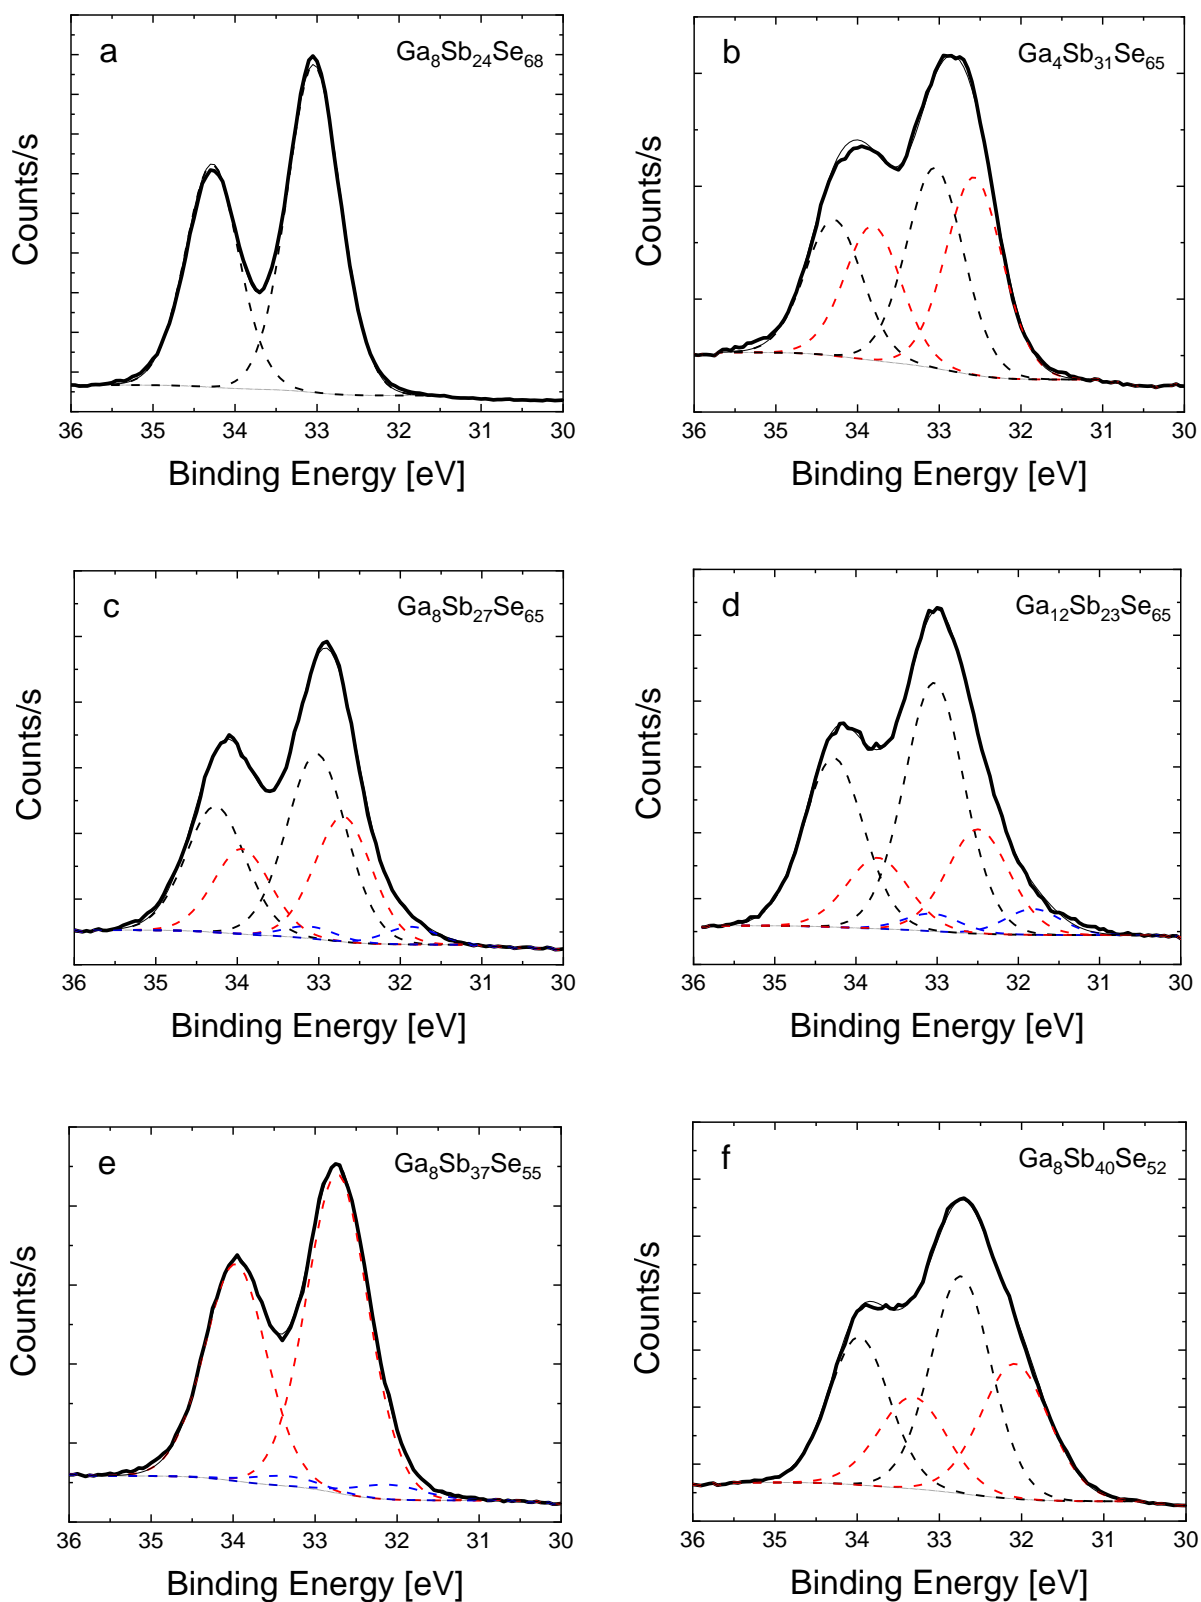 a Ga8Sb24Se68
Counts/s
36 35 34 33 32 31 30
Binding Energy [eV]
b Ga4Sb31Se65
Counts/s
36 35 34 33 32 31 30
Binding Energy [eV]
c Ga8Sb27Se65
Counts/s
36 35 34 33 32 31 30
Binding Energy [eV]
d Ga12Sb23Se65
Counts/s
36 35 34 33 32 31 30
Binding Energy [eV]
e Ga8Sb37Se55
Counts/s
36 35 34 33 32 31 30
Binding Energy [eV]
f Ga8Sb40Se52
Counts/s
36 35 34 33 32 31 30
Binding Energy [eV]